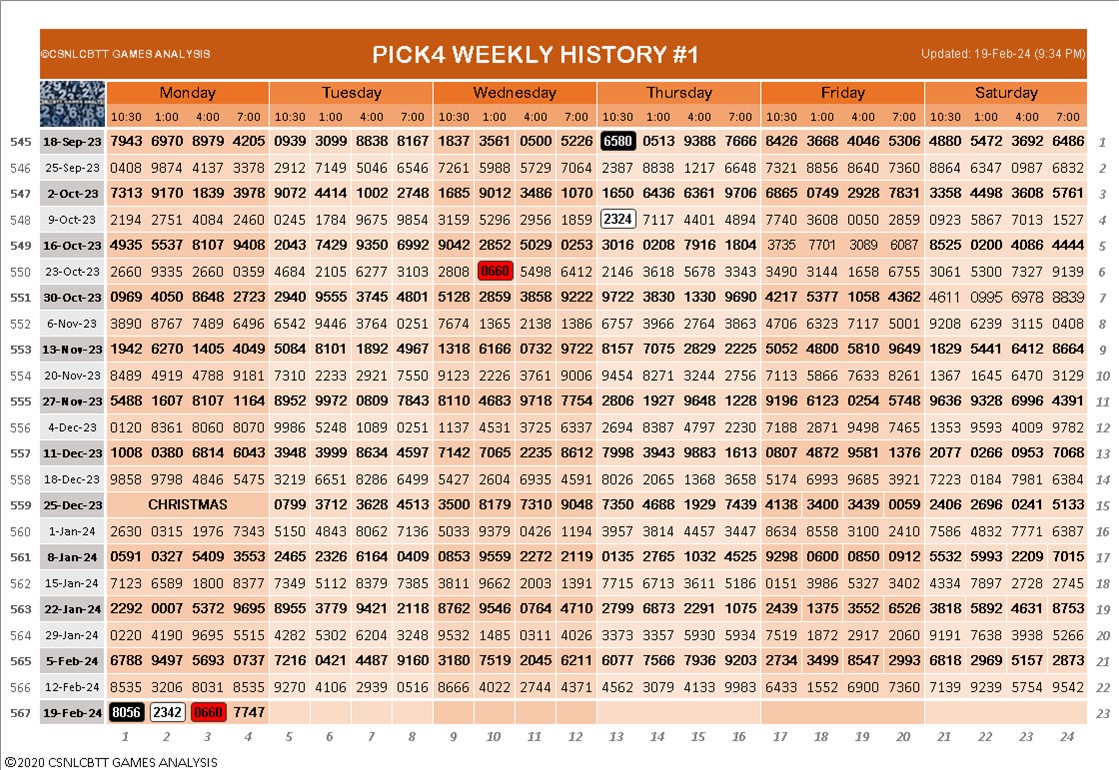 ©CSNLCBTT GAMES ANALYSIS PICK4 WEEKLY HISTORY #1 Updated: 19-Feb-24 (9:34 PM)
Monday Tuesday Wednesday Thursday Friday Saturday
10:30 1:00 4:00 7:00 10:30 1:00 4:00 7:00 10:30 1:00 4:00 7:00 10:30 1:00 4:00 7:00 10:30 1:00 4:00 7:00 10:30 1:00 4:00 7:00
545 18-Sep-23 7943 6970 8979 4205 0939 3099 8838 8167 1837 3561 0500 5226 6580 0513 9388 7666 8426 3668 4046 5306 4880 5472 3692 6486 1
546 25-Sep-23 0408 9874 4137 3378 2912 7149 5046 6546 7261 5988 5729 7064 2387 8838 1217 6648 7321 8856 8640 7360 8864 6347 0987 6832 2
547 2-Oct-23 7313 9170 1839 3978 9072 4414 1002 2748 1685 9012 3486 1070 1650 6436 6361 9706 6865 0749 2928 7831 3358 4498 3608 5761 3
548 9-Oct-23 2194 2751 4084 2460 0245 1784 9675 9854 3159 5296 2956 1859 2324 7117 4401 4894 7740 3608 0050 2859 0923 5867 7013 1527 4
549 16-Oct-23 4935 5537 8107 9408 2043 7429 9350 6992 9042 2852 5029 0253 3016 0208 7916 1804 3735 7701 3089 6087 8525 0200 4086 4444 5
550 23-Oct-23 2660 9335 2660 0359 4684 2105 6277 3103 2808 0660 5498 6412 2146 3618 5678 3343 3490 3144 1658 6755 3061 5300 7327 9139 6
551 30-Oct-23 0969 4050 8648 2723 2940 9555 3745 4801 5128 2859 3858 9222 9722 3830 1330 9690 4217 5377 1058 4362 4611 0995 6978 8839 7
552 6-Nov-23 3890 8767 7489 6496 6542 9446 3764 0251 7674 1365 2138 1386 6757 3966 2764 3863 4706 6323 7117 5001 9208 6239 3115 0408 8
553 13-Nov-23 1942 6270 1405 4049 5084 8101 1892 4967 1318 6166 0732 9722 8157 7075 2829 2225 5052 4800 5810 9649 1829 5441 6412 8664 9
554 20-Nov-23 8489 4919 4788 9181 7310 2233 2921 7550 9123 2226 3761 9006 9454 8271 3244 2756 7113 5866 7633 8261 1367 1645 6470 3129 10
555 27-Nov-23 5488 1607 8107 1164 8952 9972 0809 7843 8110 4683 9718 7754 2806 1927 9648 1228 9196 6123 0254 5748 9636 9328 6996 4391 11
556 4-Dec-23 0120 8361 8060 8070 9986 5248 1089 0251 1137 4531 3725 6337 2694 8387 4797 2230 7188 2871 9498 7465 1353 9593 4009 9782 12
557 11-Dec-23 1008 0380 6814 6043 3948 3999 8634 4597 7142 7065 2235 8612 7998 3943 9883 1613 0807 4872 9581 1376 2077 0266 0953 7068 13
558 18-Dec-23 9858 9798 4846 5475 3219 6651 8286 6499 5427 2604 6935 4591 8026 2065 1368 3658 5174 6993 9685 3921 7223 0184 7981 6384 14
559 25-Dec-23 CHRISTMAS 0799 3712 3628 4513 3500 8179 7310 9048 7350 4688 1929 7439 4138 3400 3439 0059 2406 2696 0241 5133 15
560 1-Jan-24 2630 0315 1976 7343 5150 4843 8062 7136 5033 9379 0426 1194 3957 3814 4457 3447 8634 8558 3100 2410 7586 4832 7771 6387 16
561 8-Jan-24 0591 0327 5409 3553 2465 2326 6164 0409 0853 9559 2272 2119 0135 2765 1032 4525 9298 0600 0850 0912 5532 5993 2209 7015 17
562 15-Jan-24 7123 6589 1800 8377 7349 5112 8379 7385 3811 9662 2003 1391 7715 6713 3611 5186 0151 3986 5327 3402 4334 7897 2728 2745 18
563 22-Jan-24 2292 0007 5372 9695 8955 3779 9421 2118 8762 9546 0764 4710 2799 6873 2291 1075 2439 1375 3552 6526 3818 5892 4631 8753 19
564 29-Jan-24 0220 4190 9695 5515 4282 5302 6204 3248 9532 1485 0311 4026 3373 3357 5930 5934 7519 1872 2917 2060 9191 7638 3938 5266 20
565 5-Feb-24 6788 9497 5693 0737 7216 0421 4487 9160 3180 7519 2045 6211 6077 7566 7936 9203 2734 3499 8547 2993 6818 2969 5157 2873 21
566 12-Feb-24 8535 3206 8031 8535 9270 4106 2939 0516 8666 4022 2744 4371 4562 3079 4133 9983 6433 1552 6900 7360 7139 9239 5754 9542 22
567 19-Feb-24 8056 2342 0660 7747 23
1 2 3 4 5 6 7 8 9 10 11 12 13 14 15 16 17 18 19 20 21 22 23 24
©2020 CSNLCBTT GAMES ANALYSIS